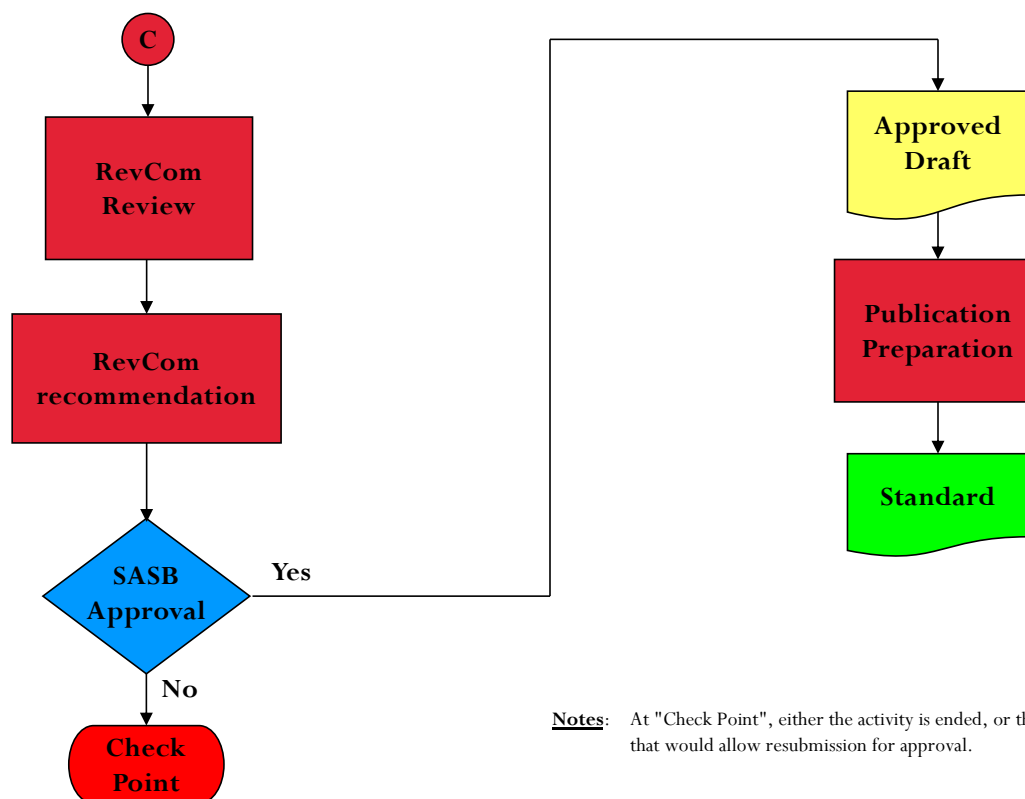 C
RevCom
Review
RevCom
recommendation
SASB
Approval
Yes
No
Check
Point
Approved
Draft
Publication
Preparation
Standard
Notes: At "Check Point", either the activity is ended, or
that would allow resubmission for approval.